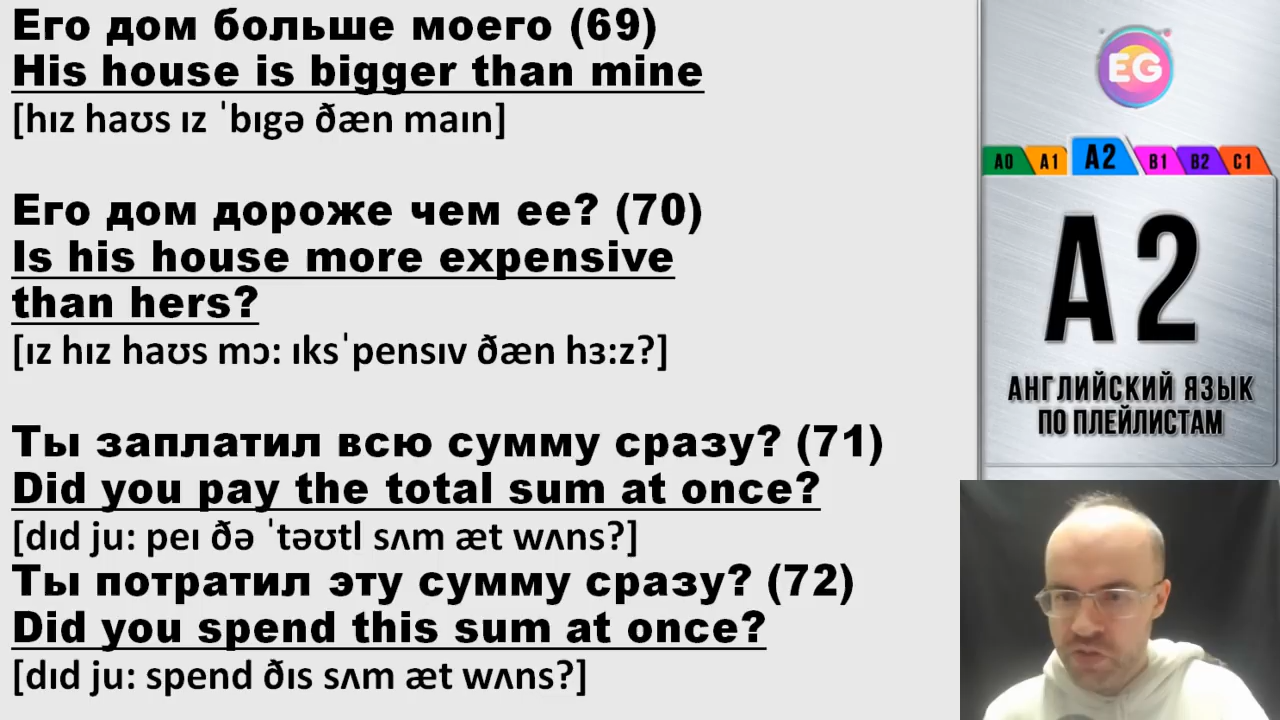 Его дом больше моего (69)
His house is bigger than mine
[hɪz haʊs ɪz ˈbɪgə ðæn maɪn]
Его дом дороже чем ее? (70)
Is his house more expensive
than hers?
[ɪz hɪz haʊs mɔ: ɪksˈpensɪv ðæn hɜ:z?]
Ты заплатил всю сумму сразу? (71)
Did you pay the total sum at once?
[dɪd ju: peɪ ðə ˈtəʊtl sʌm æt wʌns?]
Ты потратил эту сумму сразу? (72)
Did you spend this sum at once?
[dɪd ju: spend ðɪs sʌm æt wʌns?]
EG
A0 A1 A2 B1 B2 C1
A2
АНГЛИЙСКИЙ ЯЗЫК
ПО ПЛЕЙЛИСТАМ